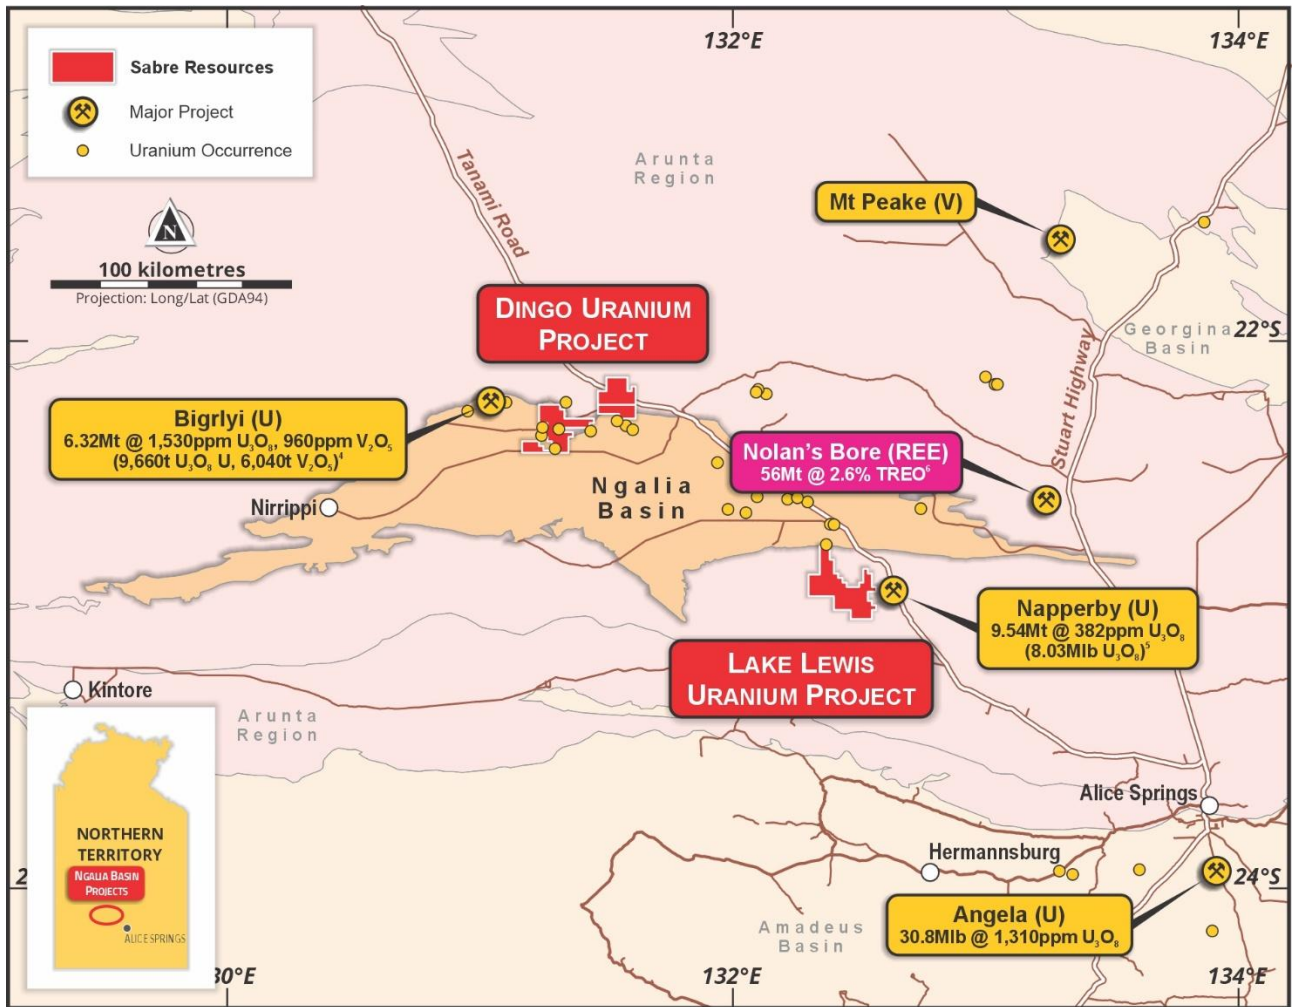 132°E
134°E
Sabre Resources
Major Project
Uranium Occurrence
N
100 kilometres
Projection: Long/Lat (GDA94)
Tanami Road
Arunta
Region
Mt Peake (V)
DINGO URANIUM
PROJECT
Georgina
Basin
22°S
Stuart Highway
Bigrlyi (U)
6.32Mt @ 1,530ppm U₃O₈, 960ppm V₂O₅
(9,660t U₃O₈ U, 6,040t V₂O₅)⁴
Nolan's Bore (REE)
56Mt @ 2.6% TREO⁶
Nirrippi
Ngalia
Basin
Napperby (U)
9.54Mt @ 382ppm U₃O₈
(8.03Mlb U₃O₈)⁵
LAKE LEWIS
URANIUM PROJECT
Kintore
Arunta
Region
Alice Springs
NORTHERN
TERRITORY
NGALIA BASIN
PROJECTS
ALICE SPRINGS
Hermannsburg
Angela (U)
30.8Mlb @ 1,310ppm U₃O₈
24°S
Amadeus
Basin
132°E
134°E